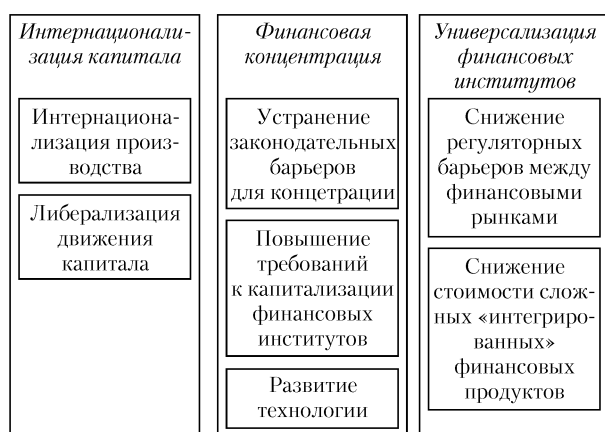 Интернационали-
зация капитала
Интернациона-
лизация произ-
водства
Либерализация
движения
капитала
Финансовая
концентрация
Устранение
законодательных
барьеров
для концетрации
Повышение
требований
к капитализации
финансовых
институтов
Развитие
технологии
Универсализация
финансовых
институтов
Снижение
регуляторных
барьеров между
финансовыми
рынками
Снижение
стоимости слож-
ных «интегриро-
ванных»
финансовых
продуктов